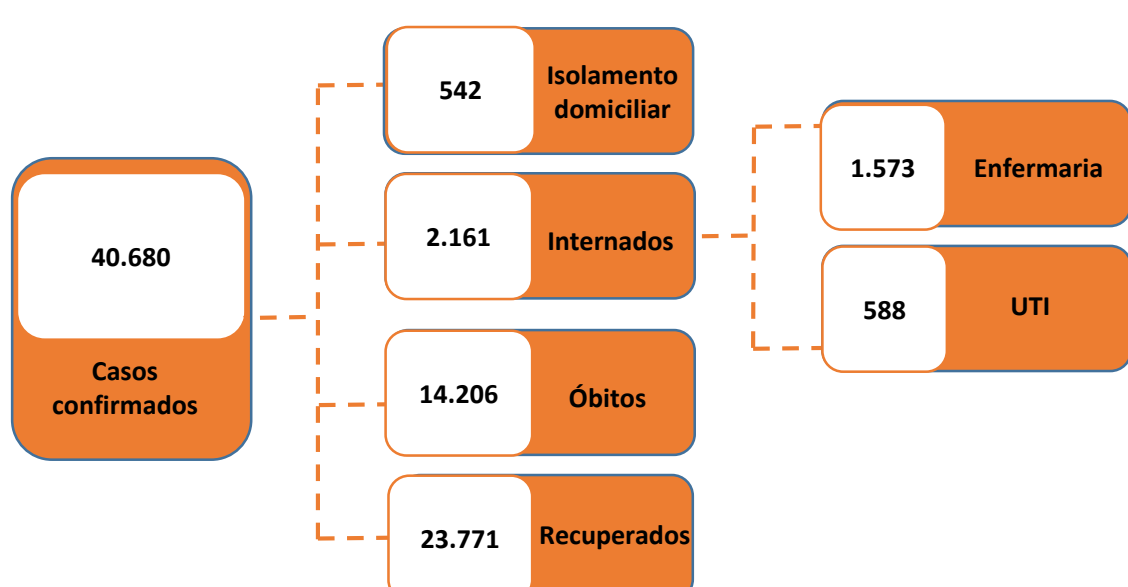 40.680
Casos
confirmados
542
Isolamento
domiciliar
2.161
Internados
14.206
Óbitos
23.771
Recuperados
1.573
Enfermaria
588
UTI